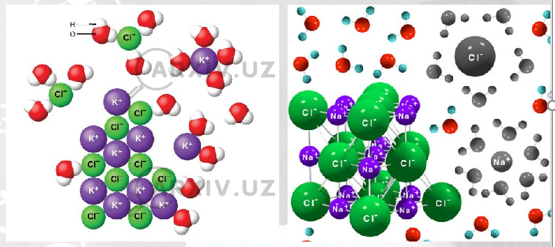 H
O
Cl⁻
K⁺
Cl⁻
K⁺
Cl⁻
Cl⁻
K⁺ K⁺
K⁺ K⁺
Cl⁻ K⁺ Cl⁻
Cl⁻ Cl⁻
K⁺ K⁺ K⁺
Cl⁻ Cl⁻
ARXIV.UZ
ARXIV.UZ
Cl⁻
Cl⁻ Na⁺ Cl⁻ Na⁺
Na⁺ Cl⁻ Cl⁻ Na⁺
Na⁺
Cl⁻ Na⁺ Na⁺ Cl⁻
Na⁺ Cl⁻ Na⁺